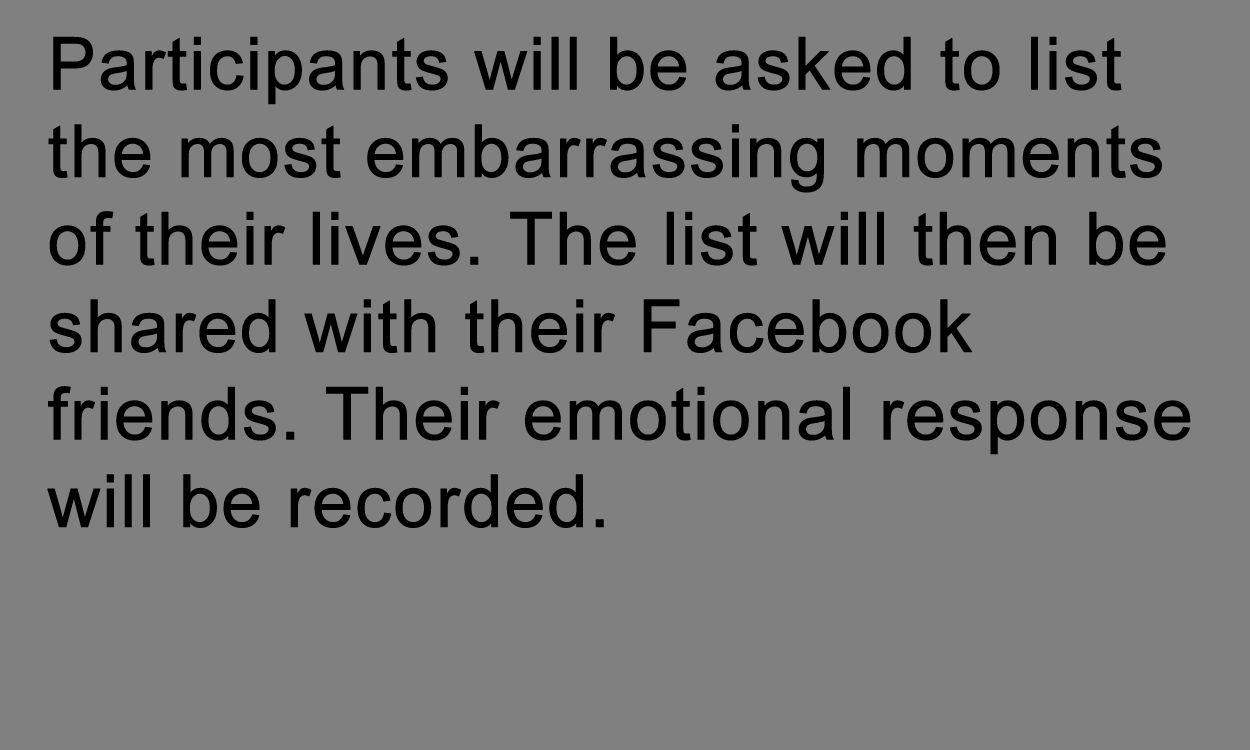 Participants will be asked to list
the most embarrassing moments
of their lives. The list will then be
shared with their Facebook
friends. Their emotional response
will be recorded.